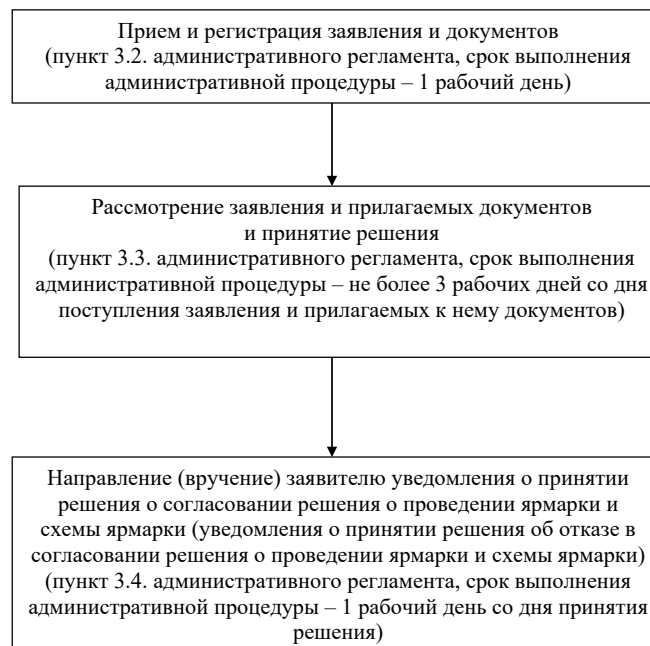 Прием и регистрация заявления и документов
(пункт 3.2. административного регламента, срок выполнения
административной процедуры – 1 рабочий день)
Рассмотрение заявления и прилагаемых документов
и принятие решения
(пункт 3.3. административного регламента, срок выполнения
административной процедуры – не более 3 рабочих дней со дня
поступления заявления и прилагаемых к нему документов)
Направление (вручение) заявителю уведомления о принятии
решения о согласовании решения о проведении ярмарки и
схемы ярмарки (уведомления о принятии решения об отказе в
согласовании решения о проведении ярмарки и схемы ярмарки)
(пункт 3.4. административного регламента, срок выполнения
административной процедуры – 1 рабочий день со дня принятия
решения)